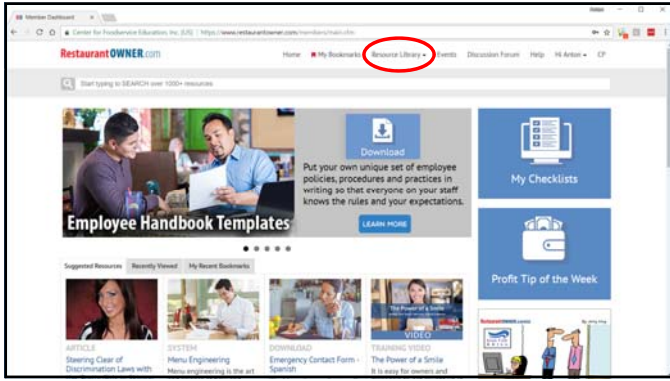 Member Dashboard
Center for Foodservice Education, Inc. [US] | https://www.restaurantowner.com/members/main.cfm
RestaurantOWNER.com
Home My Bookmarks Resource Library Events Discussion Forum Help Hi Anton CP
Start typing to SEARCH over 1000+ resources.
Download
Put your own unique set of employee
policies, procedures and practices in
writing so that everyone on your staff
knows the rules and your expectations.
LEARN MORE
Employee Handbook Templates
My Checklists
Profit Tip of the Week
Suggested Resources Recently Viewed My Recent Bookmarks
The Power of a Smile
VIDEO
ARTICLE
Steering Clear of
Discrimination Laws with
SYSTEM
Menu Engineering
Menu engineering is the art
DOWNLOAD
Emergency Contact Form -
Spanish
TRAINING VIDEO
The Power of a Smile
It is easy for owners and
RestaurantOWNER.com